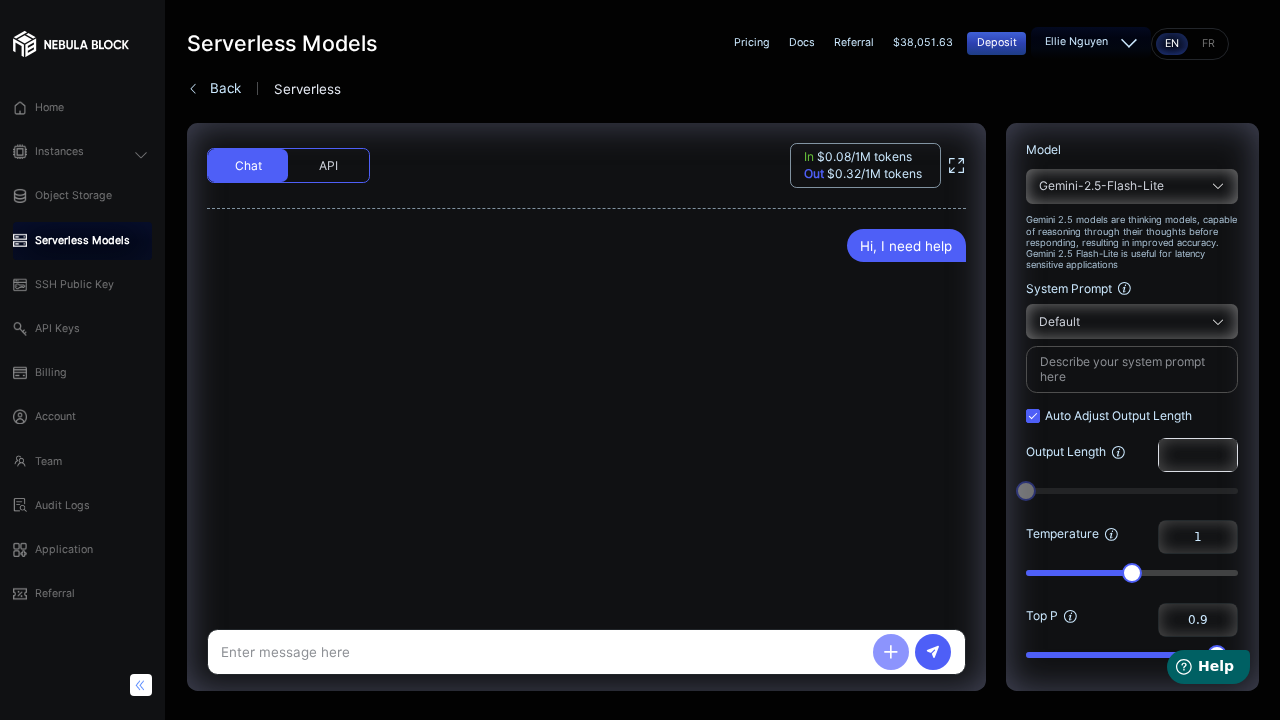 NEBULA BLOCK
Home
Instances
Object Storage
Serverless Models
SSH Public Key
API Keys
Billing
Account
Team
Audit Logs
Application
Referral
Serverless Models
Pricing
Docs
Referral
$38,051.63
Deposit
Ellie Nguyen
EN
FR
Back
Serverless
Chat
API
In $0.08/1M tokens
Out $0.32/1M tokens
Hi, I need help
Enter message here
Model
Gemini-2.5-Flash-Lite
Gemini 2.5 models are thinking models, capable
of reasoning through their thoughts before
responding, resulting in improved accuracy.
Gemini 2.5 Flash-Lite is useful for latency
sensitive applications
System Prompt
Default
Describe your system prompt
here
Auto Adjust Output Length
Output Length
Temperature
1
Top P
0.9
Help